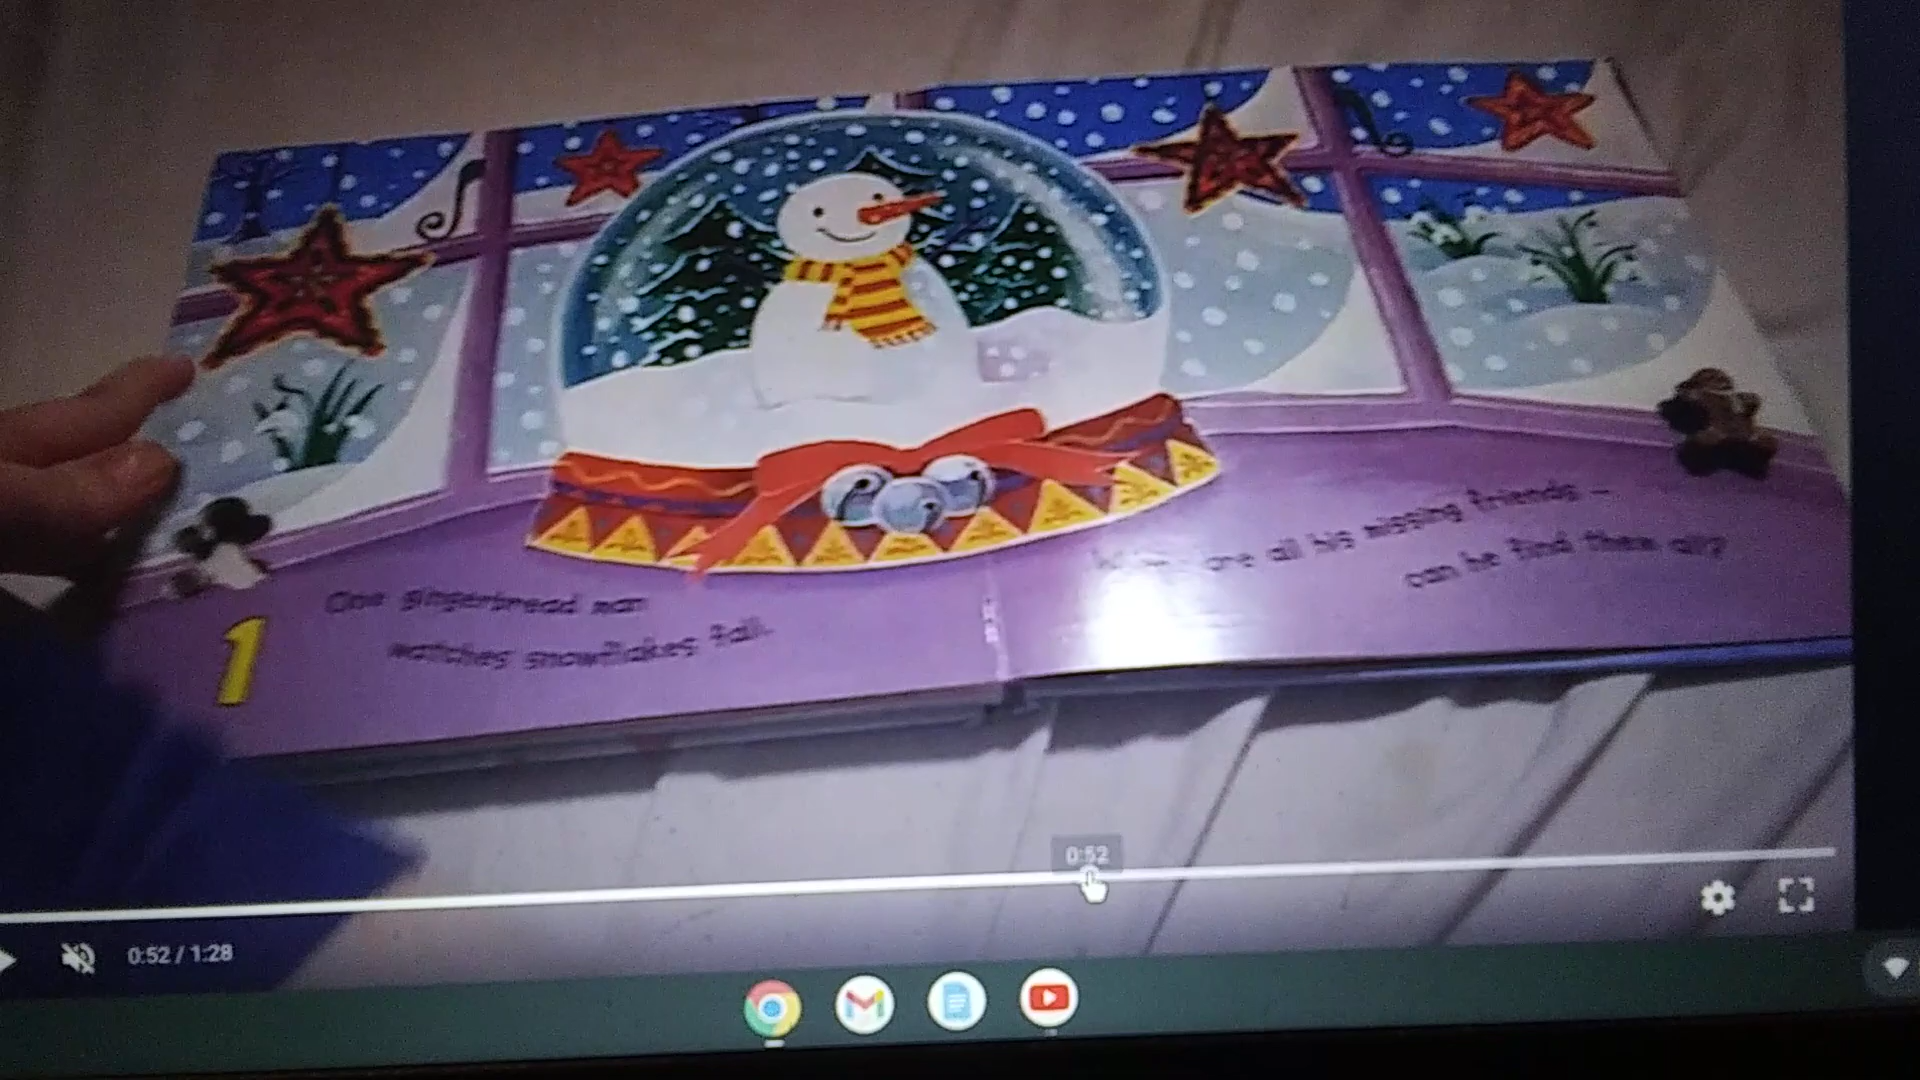 1
One gingerbread man
watches snowflakes fall.
are all his missing friends –
can he find them all?
0:52
0:52 / 1:28